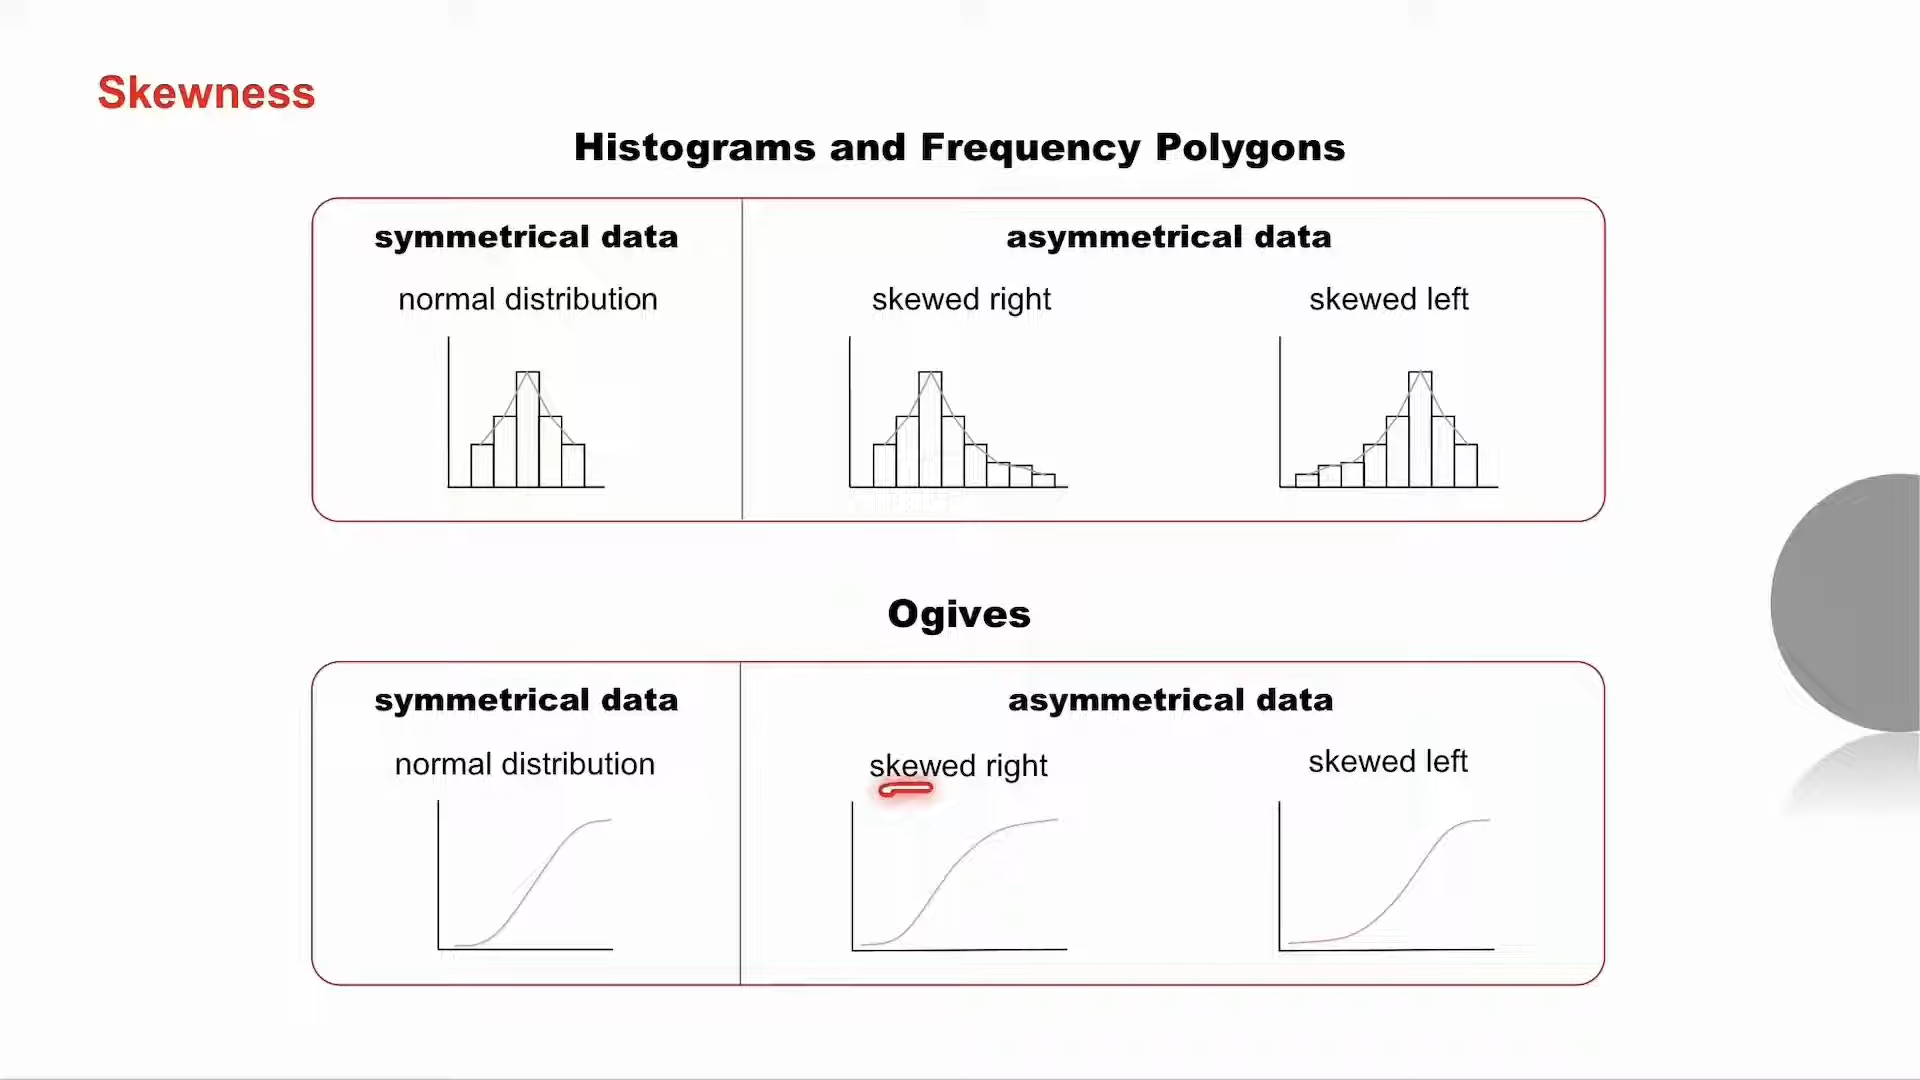 Skewness
Histograms and Frequency Polygons
symmetrical data
asymmetrical data
normal distribution
skewed right
skewed left
Ogives
symmetrical data
asymmetrical data
normal distribution
skewed right
skewed left